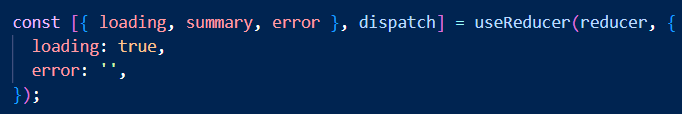 const [{ loading, summary, error }, dispatch] = useReducer(reducer, {
  loading: true,
  error: '',
});